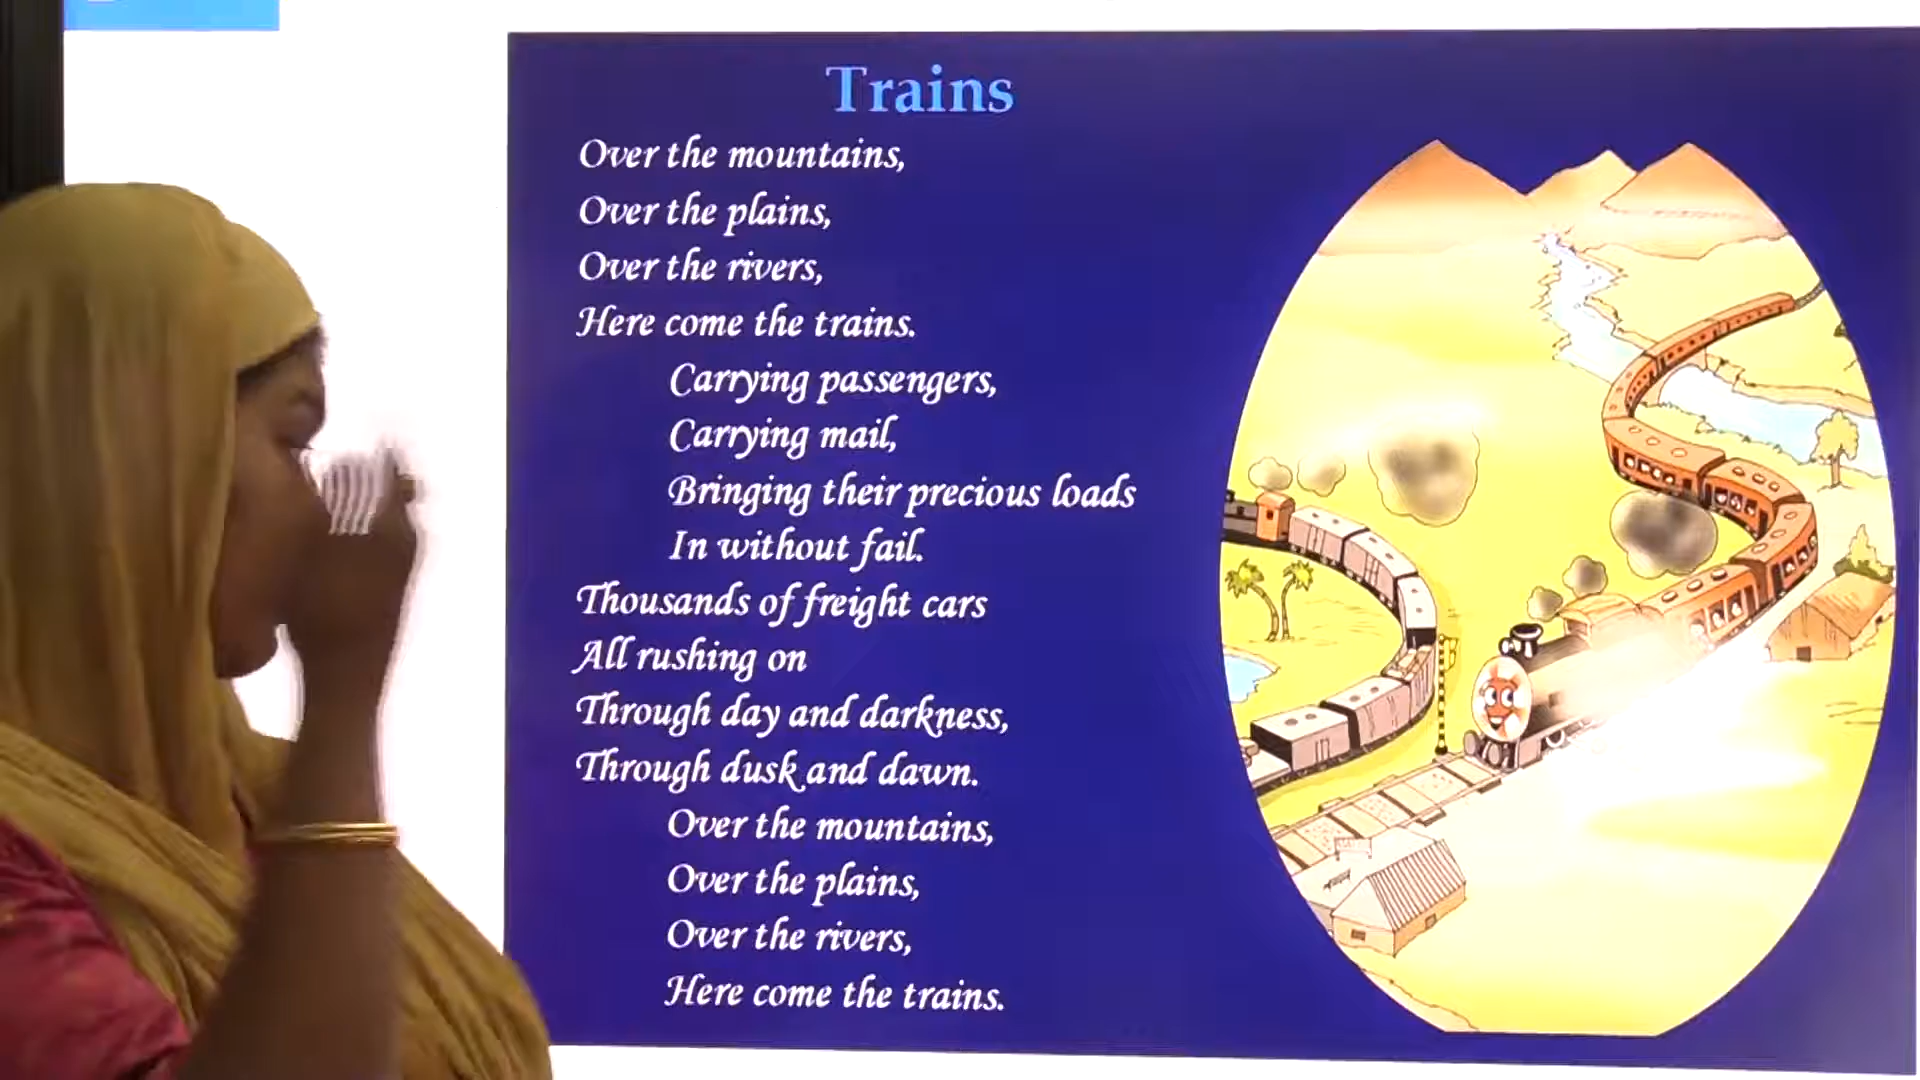 Trains
Over the mountains,
Over the plains,
Over the rivers,
Here come the trains.
Carrying passengers,
Carrying mail,
Bringing their precious loads
In without fail.
Thousands of freight cars
All rushing on
Through day and darkness,
Through dusk and dawn.
Over the mountains,
Over the plains,
Over the rivers,
Here come the trains.